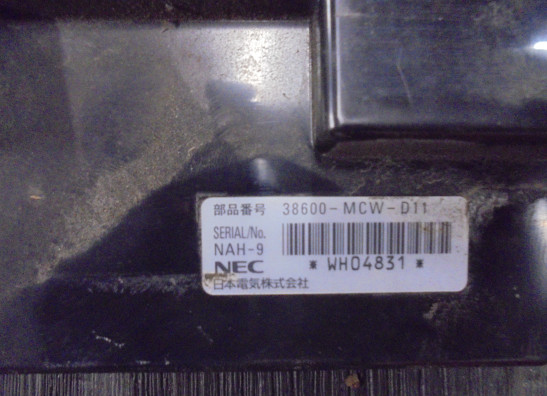 部品番号 38600-MCW-D11
SERIAL/No.
NAH-9
NEC * WH04831 *
日本電気株式会社